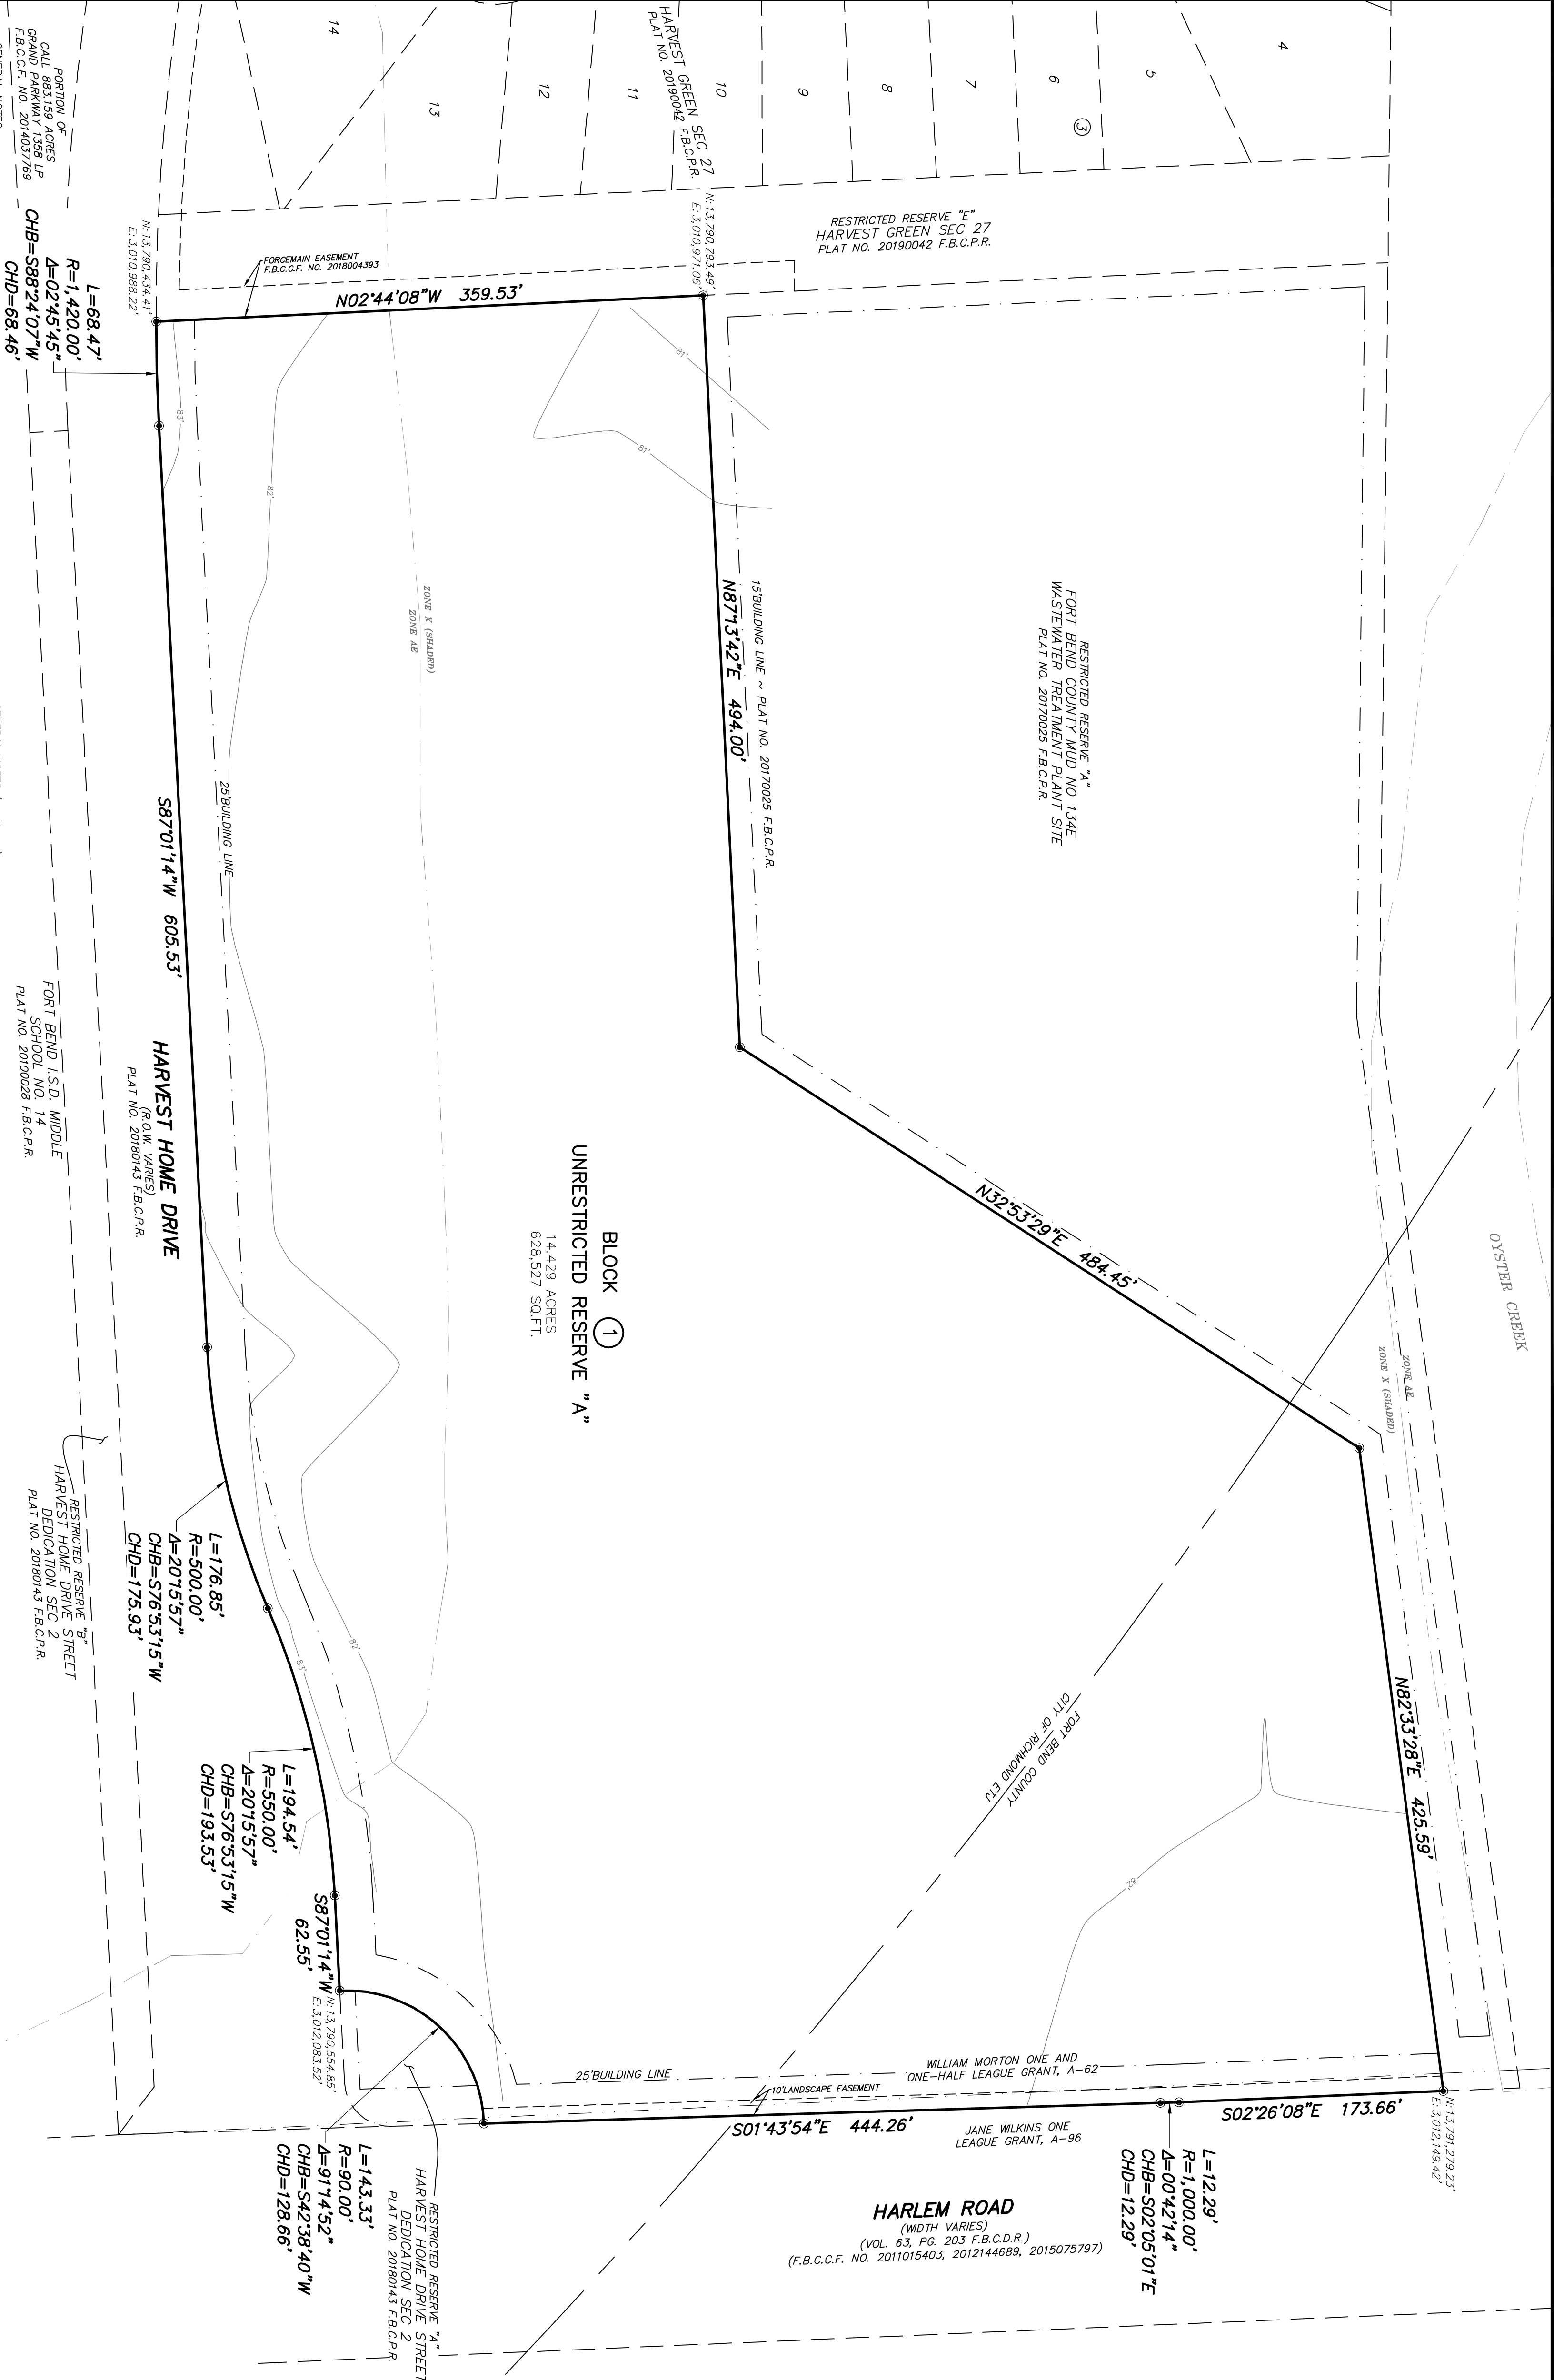 4
5
6
3
7
8
9
10
11
12
13
14
HARVEST GREEN SEC 27
PLAT NO. 20190042 F.B.C.P.R.
PORTION OF
CALL 883.159 ACRES
GRAND PARKWAY 1358 LP
F.B.C.C.F. NO. 2014037769
RESTRICTED RESERVE "E"
HARVEST GREEN SEC 27
PLAT NO. 20190042 F.B.C.P.R.
N:13,790,793.49'
E:3,010,971.06'
N:13,790,434.41'
E:3,010,988.22'
FORCEMAIN EASEMENT
F.B.C.C.F. NO. 2018004393
N02°44'08"W 359.53'
L=68.47'
R=1,420.00'
Δ=02°45'45"
CHB=S88°24'07"W
CHD=68.46'
83'
82'
81'
81'
ZONE X (SHADED)
ZONE AE
15'BUILDING LINE ~ PLAT NO. 20170025 F.B.C.P.R.
N87°13'42"E 494.00'
RESTRICTED RESERVE "A"
FORT BEND COUNTY MUD NO 134E
WASTEWATER TREATMENT PLANT SITE
PLAT NO. 20170025 F.B.C.P.R.
25'BUILDING LINE
S87°01'14"W 605.53'
HARVEST HOME DRIVE
(R.O.W. VARIES)
PLAT NO. 20180143 F.B.C.P.R.
FORT BEND I.S.D. MIDDLE
SCHOOL NO. 14
PLAT NO. 20100028 F.B.C.P.R.
BLOCK 1
UNRESTRICTED RESERVE "A"
14.429 ACRES
628,527 SQ.FT.
N32°53'29"E 484.45'
OYSTER CREEK
ZONE AE
ZONE X (SHADED)
RESTRICTED RESERVE "B"
HARVEST HOME DRIVE STREET
DEDICATION SEC 2
PLAT NO. 20180143 F.B.C.P.R.
L=176.85'
R=500.00'
Δ=20°15'57"
CHB=S76°53'15"W
CHD=175.93'
82'
83'
FORT BEND COUNTY
CITY OF RICHMOND ETJ
N82°33'28"E 425.59'
82'
L=194.54'
R=550.00'
Δ=20°15'57"
CHB=S76°53'15"W
CHD=193.53'
S87°01'14"W
62.55'
N:13,790,554.85'
E:3,012,083.52'
25'BUILDING LINE
WILLIAM MORTON ONE AND
ONE-HALF LEAGUE GRANT, A-62
10'LANDSCAPE EASEMENT
S01°43'54"E 444.26'
JANE WILKINS ONE
LEAGUE GRANT, A-96
S02°26'08"E 173.66'
N:13,791,279.23'
E:3,012,149.42'
L=12.29'
R=1,000.00'
Δ=00°42'14"
CHB=S02°05'01"E
CHD=12.29'
L=143.33'
R=90.00'
Δ=91°14'52"
CHB=S42°38'40"W
CHD=128.66'
RESTRICTED RESERVE "A"
HARVEST HOME DRIVE STREET
DEDICATION SEC 2
PLAT NO. 20180143 F.B.C.P.R.
HARLEM ROAD
(WIDTH VARIES)
(VOL. 63, PG. 203 F.B.C.D.R.)
(F.B.C.C.F. NO. 2011015403, 2012144689, 2015075797)